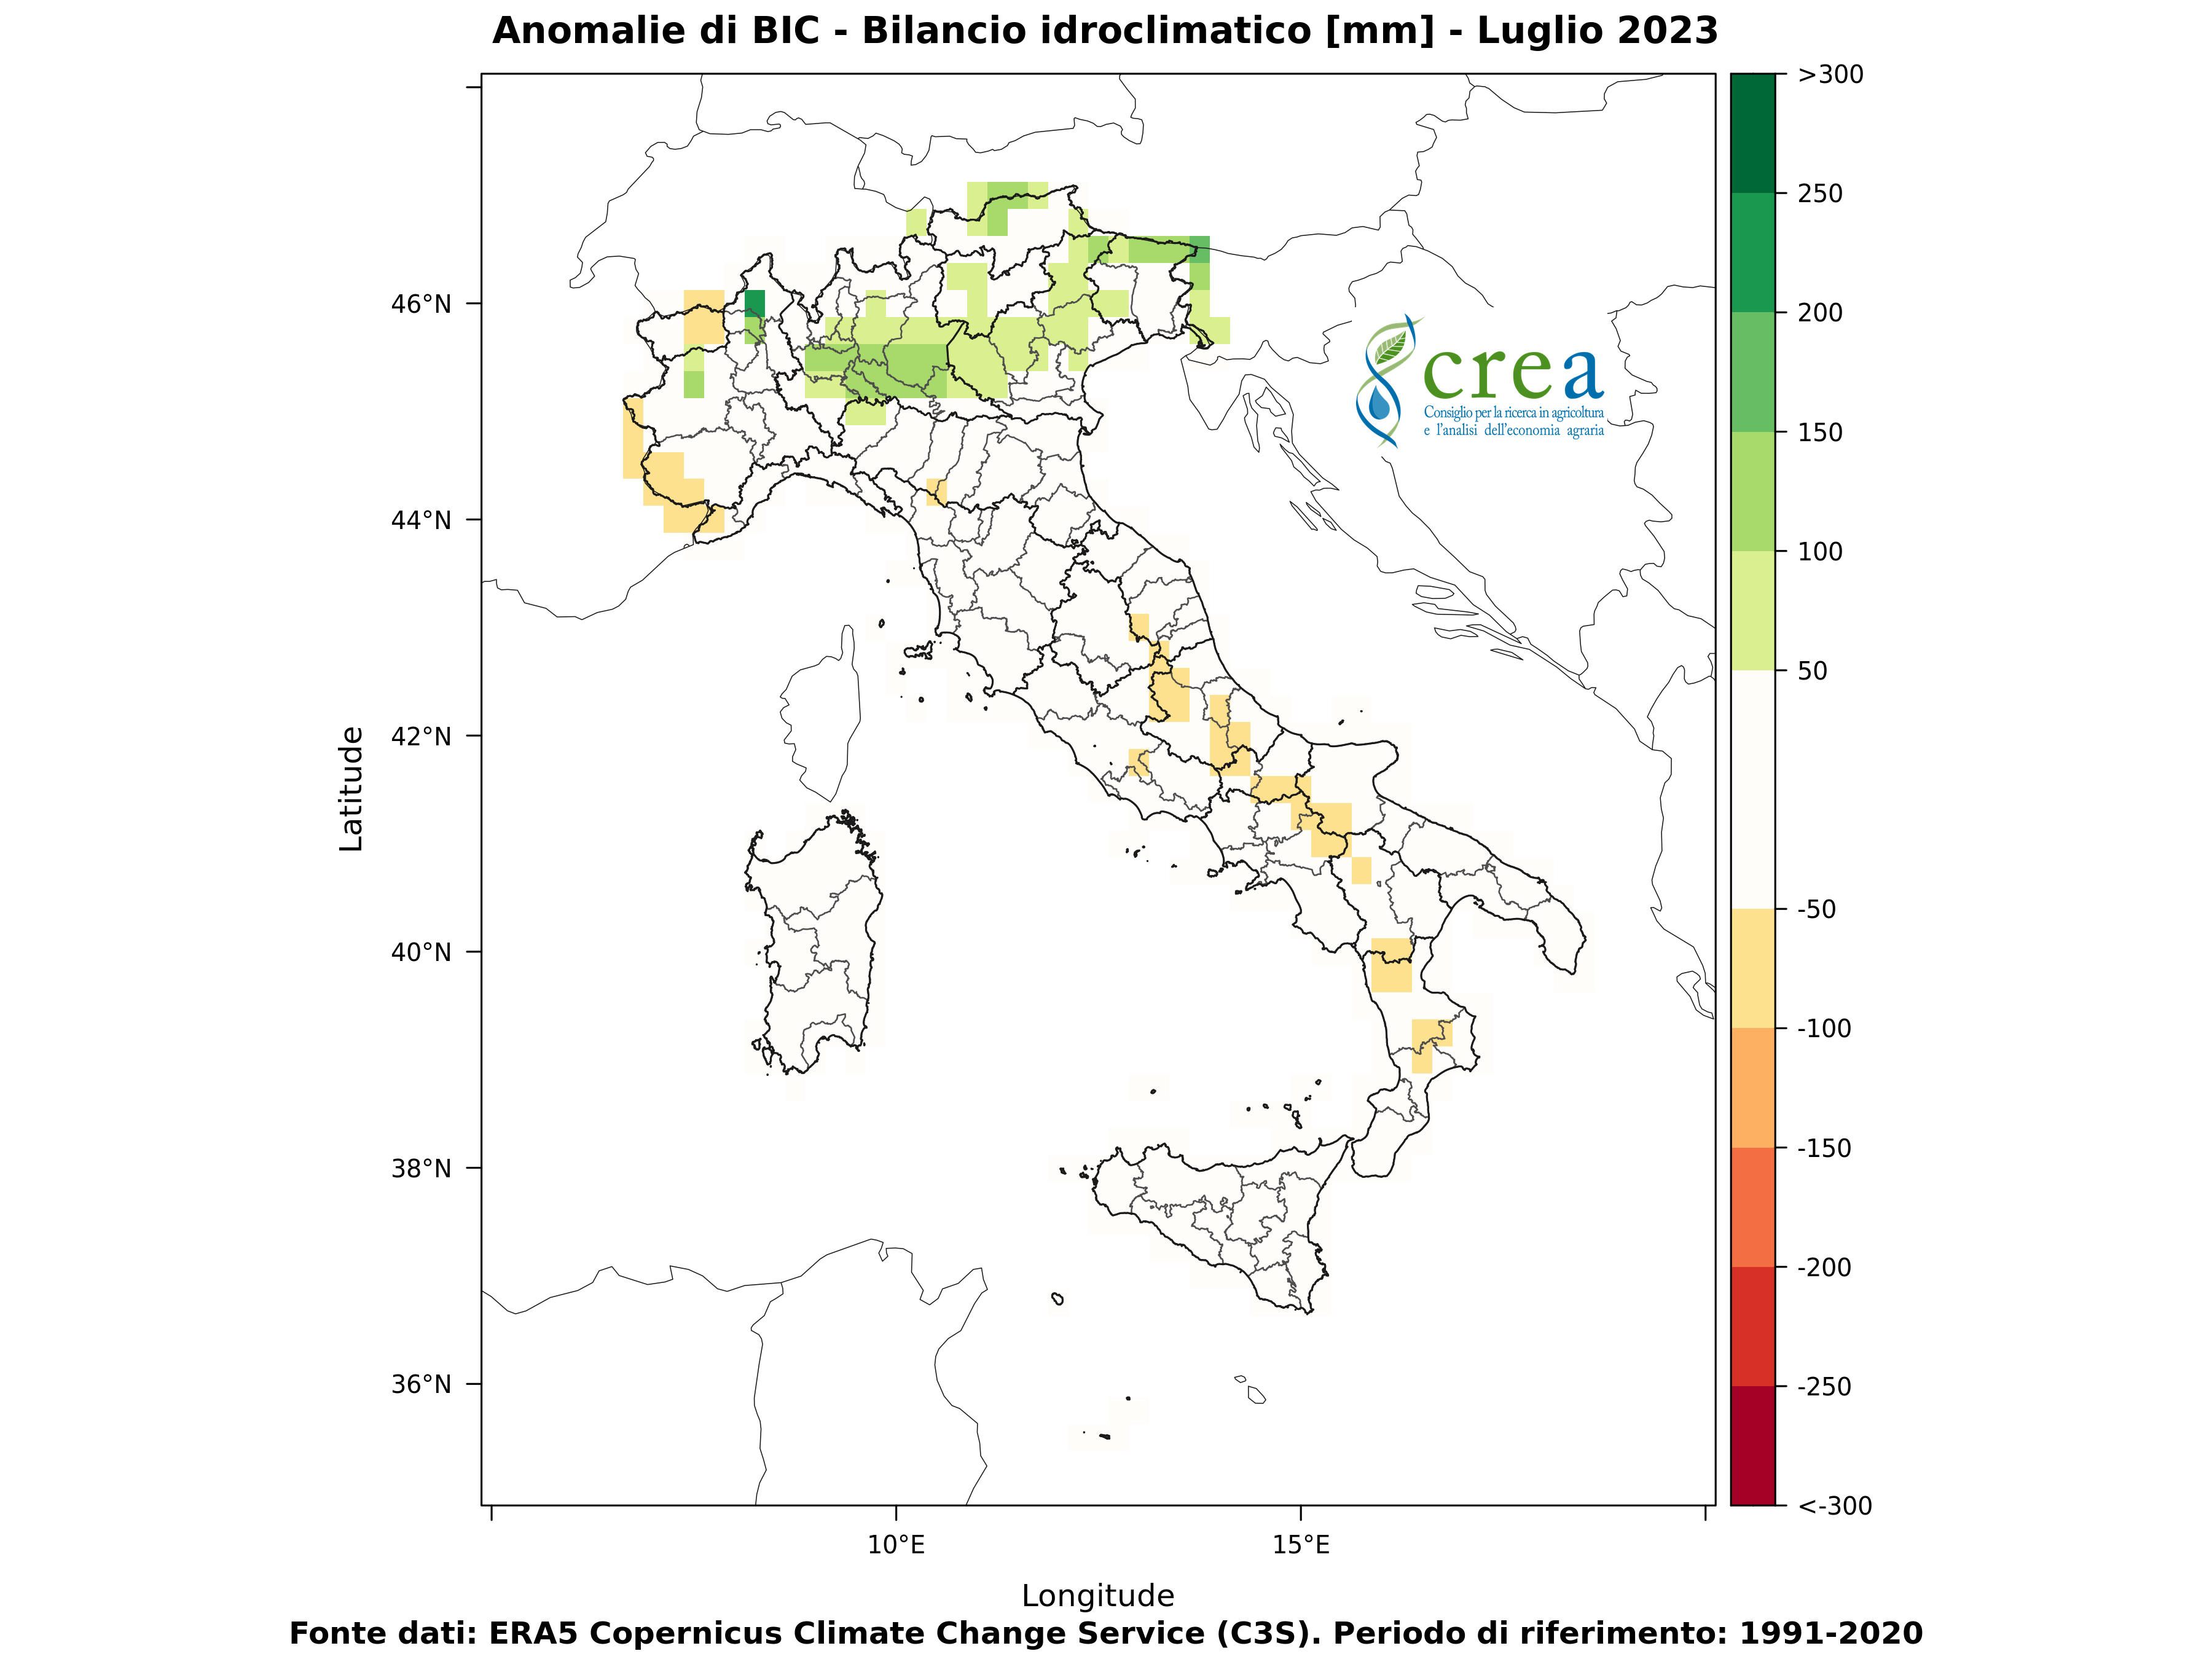 Anomalie di BIC - Bilancio idroclimatico [mm] - Luglio 2023
>300
250
200
150
100
50
-50
-100
-150
-200
-250
<-300
46°N
44°N
42°N
40°N
38°N
36°N
Latitude
crea
Consiglio per la ricerca in agricoltura
e l'analisi dell'economia agraria
10°E
15°E
Longitude
Fonte dati: ERA5 Copernicus Climate Change Service (C3S). Periodo di riferimento: 1991-2020